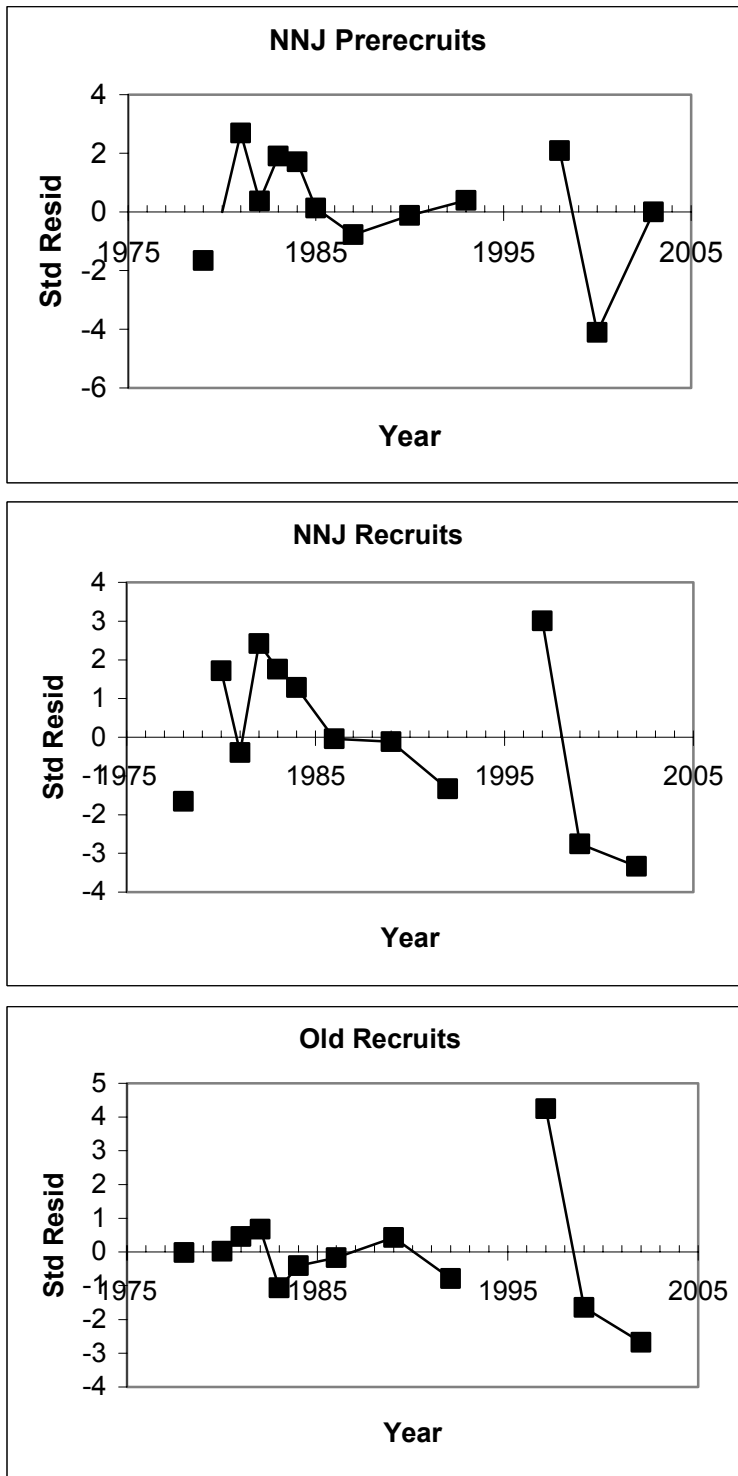 NNJ Prerecruits
4
2
0
-2
-4
-6
1975 1985 1995 2005
Std Resid
Year
NNJ Recruits
4
3
2
1
0
-1
-2
-3
-4
1975 1985 1995 2005
Std Resid
Year
Old Recruits
5
4
3
2
1
0
-1
-2
-3
-4
1975 1985 1995 2005
Std Resid
Year